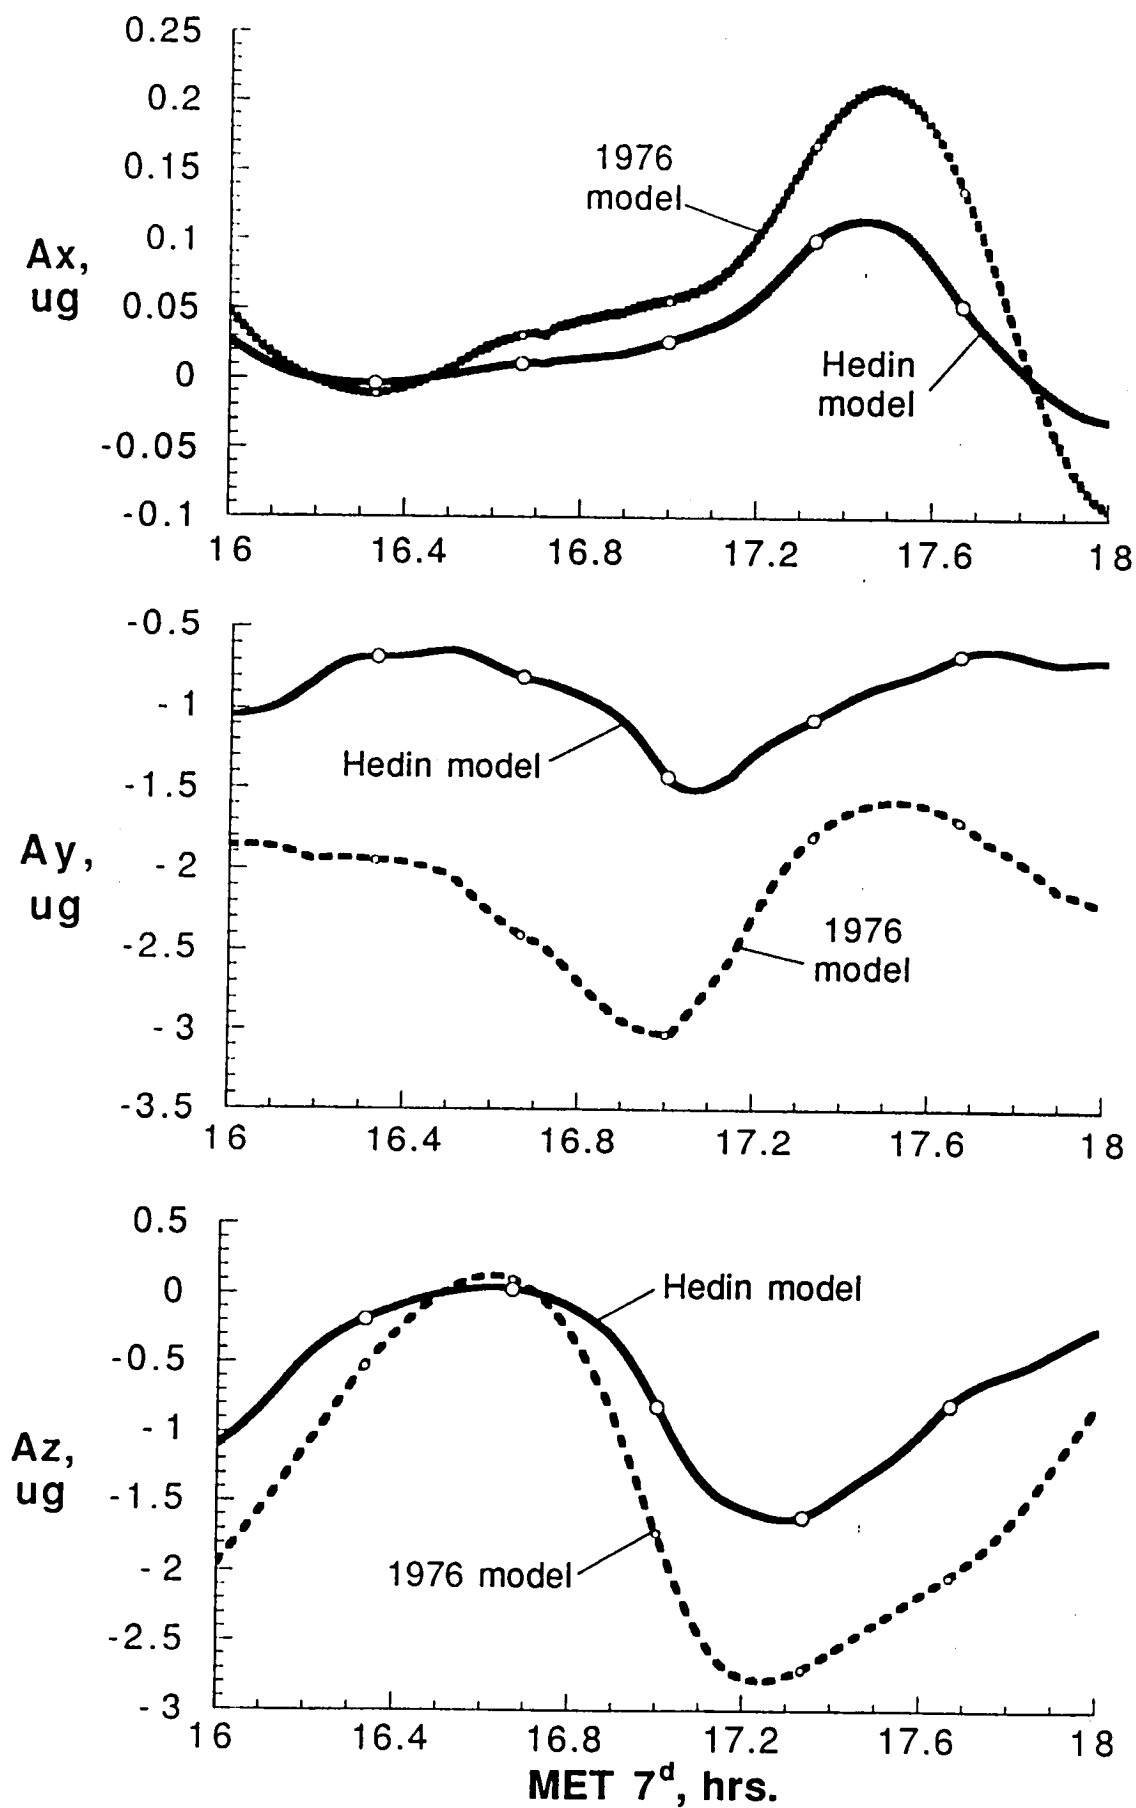 0.25
0.2
0.15
0.1
0.05
0
-0.05
-0.1
Ax,
ug
1976
model
Hedin
model
16 16.4 16.8 17.2 17.6 18
-0.5
- 1
-1.5
- 2
-2.5
- 3
-3.5
Ay,
ug
Hedin model
1976
model
16 16.4 16.8 17.2 17.6 18
0.5
0
-0.5
- 1
-1.5
- 2
-2.5
- 3
Az,
ug
Hedin model
1976 model
16 16.4 16.8 17.2 17.6 18
MET 7d, hrs.